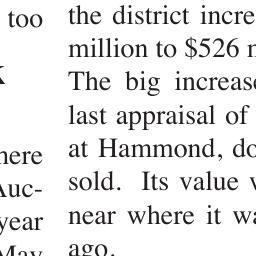 too
here
Auc-
year
May
the district incre
million to $526 m
The big increase
last appraisal of
at Hammond, do
sold. Its value
near where it wa
ago.